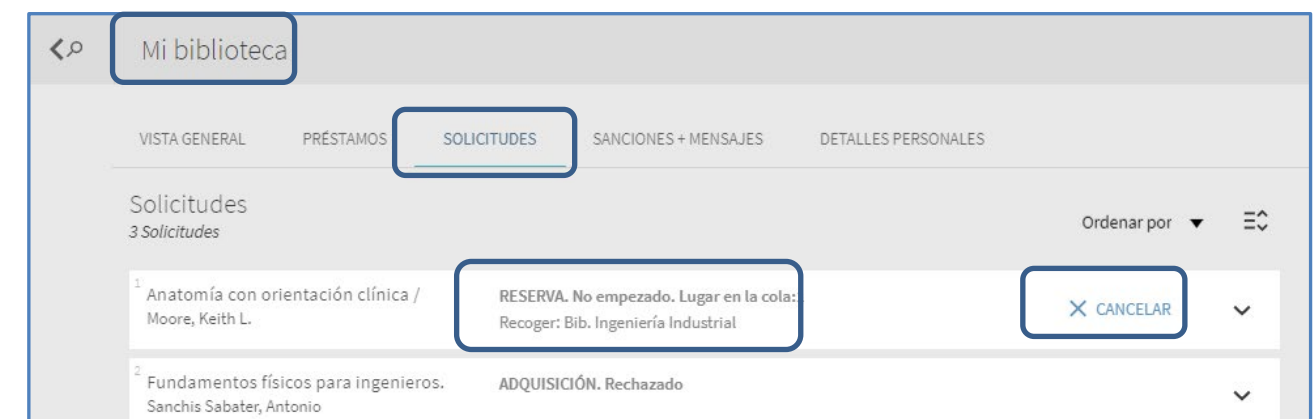 Mi biblioteca
VISTA GENERAL PRÉSTAMOS SOLICITUDES SANCIONES + MENSAJES DETALLES PERSONALES
Solicitudes
3 Solicitudes
Ordenar por
1 Anatomía con orientación clínica / RESERVA. No empezado. Lugar en la cola: CANCELAR
Moore, Keith L. Recoger: Bib. Ingeniería Industrial
2 Fundamentos físicos para ingenieros. ADQUISICIÓN. Rechazado
Sanchis Sabater, Antonio